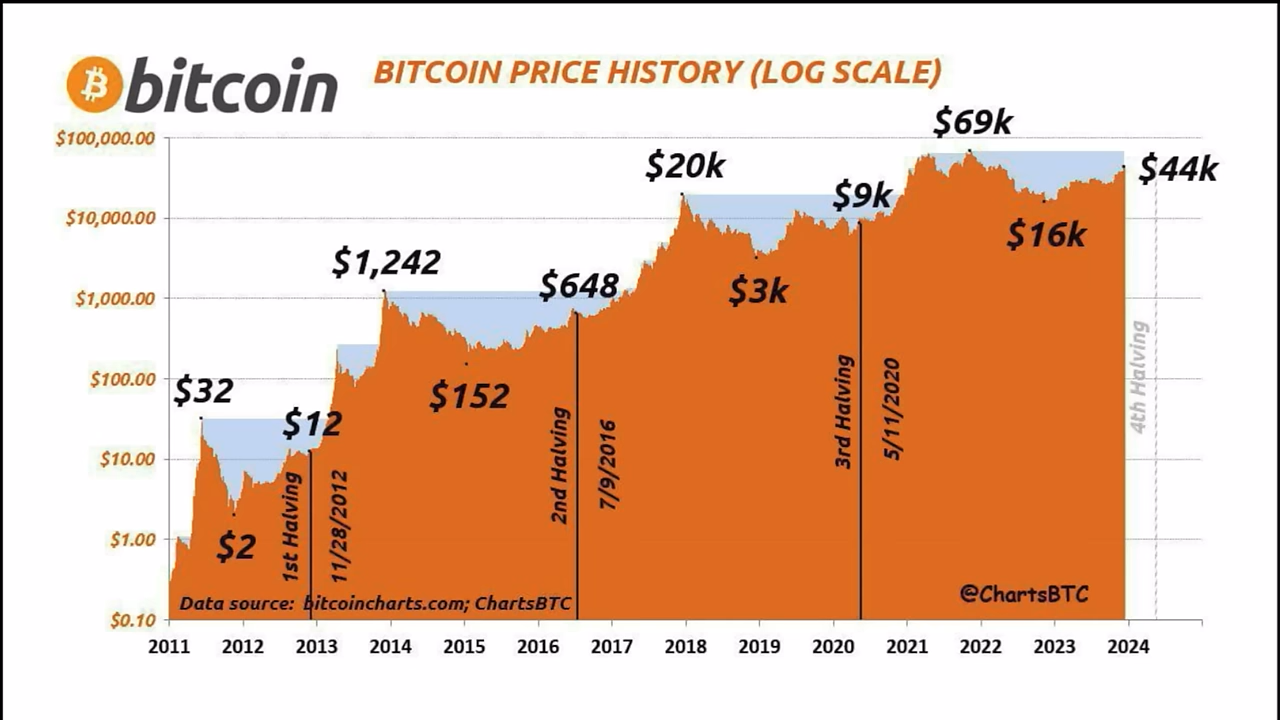 bitcoin
BITCOIN PRICE HISTORY (LOG SCALE)
$100,000.00
$10,000.00
$1,000.00
$100.00
$10.00
$1.00
$0.10
$32
$2
$12
$1,242
$152
$648
$20k
$3k
$9k
$69k
$16k
$44k
1st Halving
11/28/2012
2nd Halving
7/9/2016
3rd Halving
5/11/2020
4th Halving
Data source: bitcoincharts.com; ChartsBTC
@ChartsBTC
2011 2012 2013 2014 2015 2016 2017 2018 2019 2020 2021 2022 2023 2024